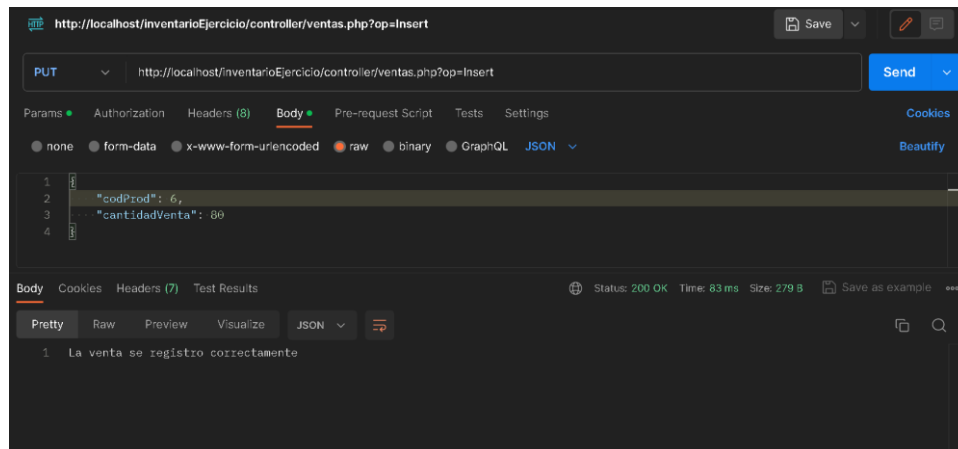 HTTP http://localhost/inventarioEjercicio/controller/ventas.php?op=Insert Save
PUT http://localhost/inventarioEjercicio/controller/ventas.php?op=Insert Send
Params Authorization Headers (8) Body Pre-request Script Tests Settings Cookies
none form-data x-www-form-urlencoded raw binary GraphQL JSON Beautify
1 {
2 "codProd": 6,
3 "cantidadVenta": 80
4 }
Body Cookies Headers (7) Test Results Status: 200 OK Time: 83 ms Size: 279 B Save as example
Pretty Raw Preview Visualize JSON
1 La venta se registro correctamente